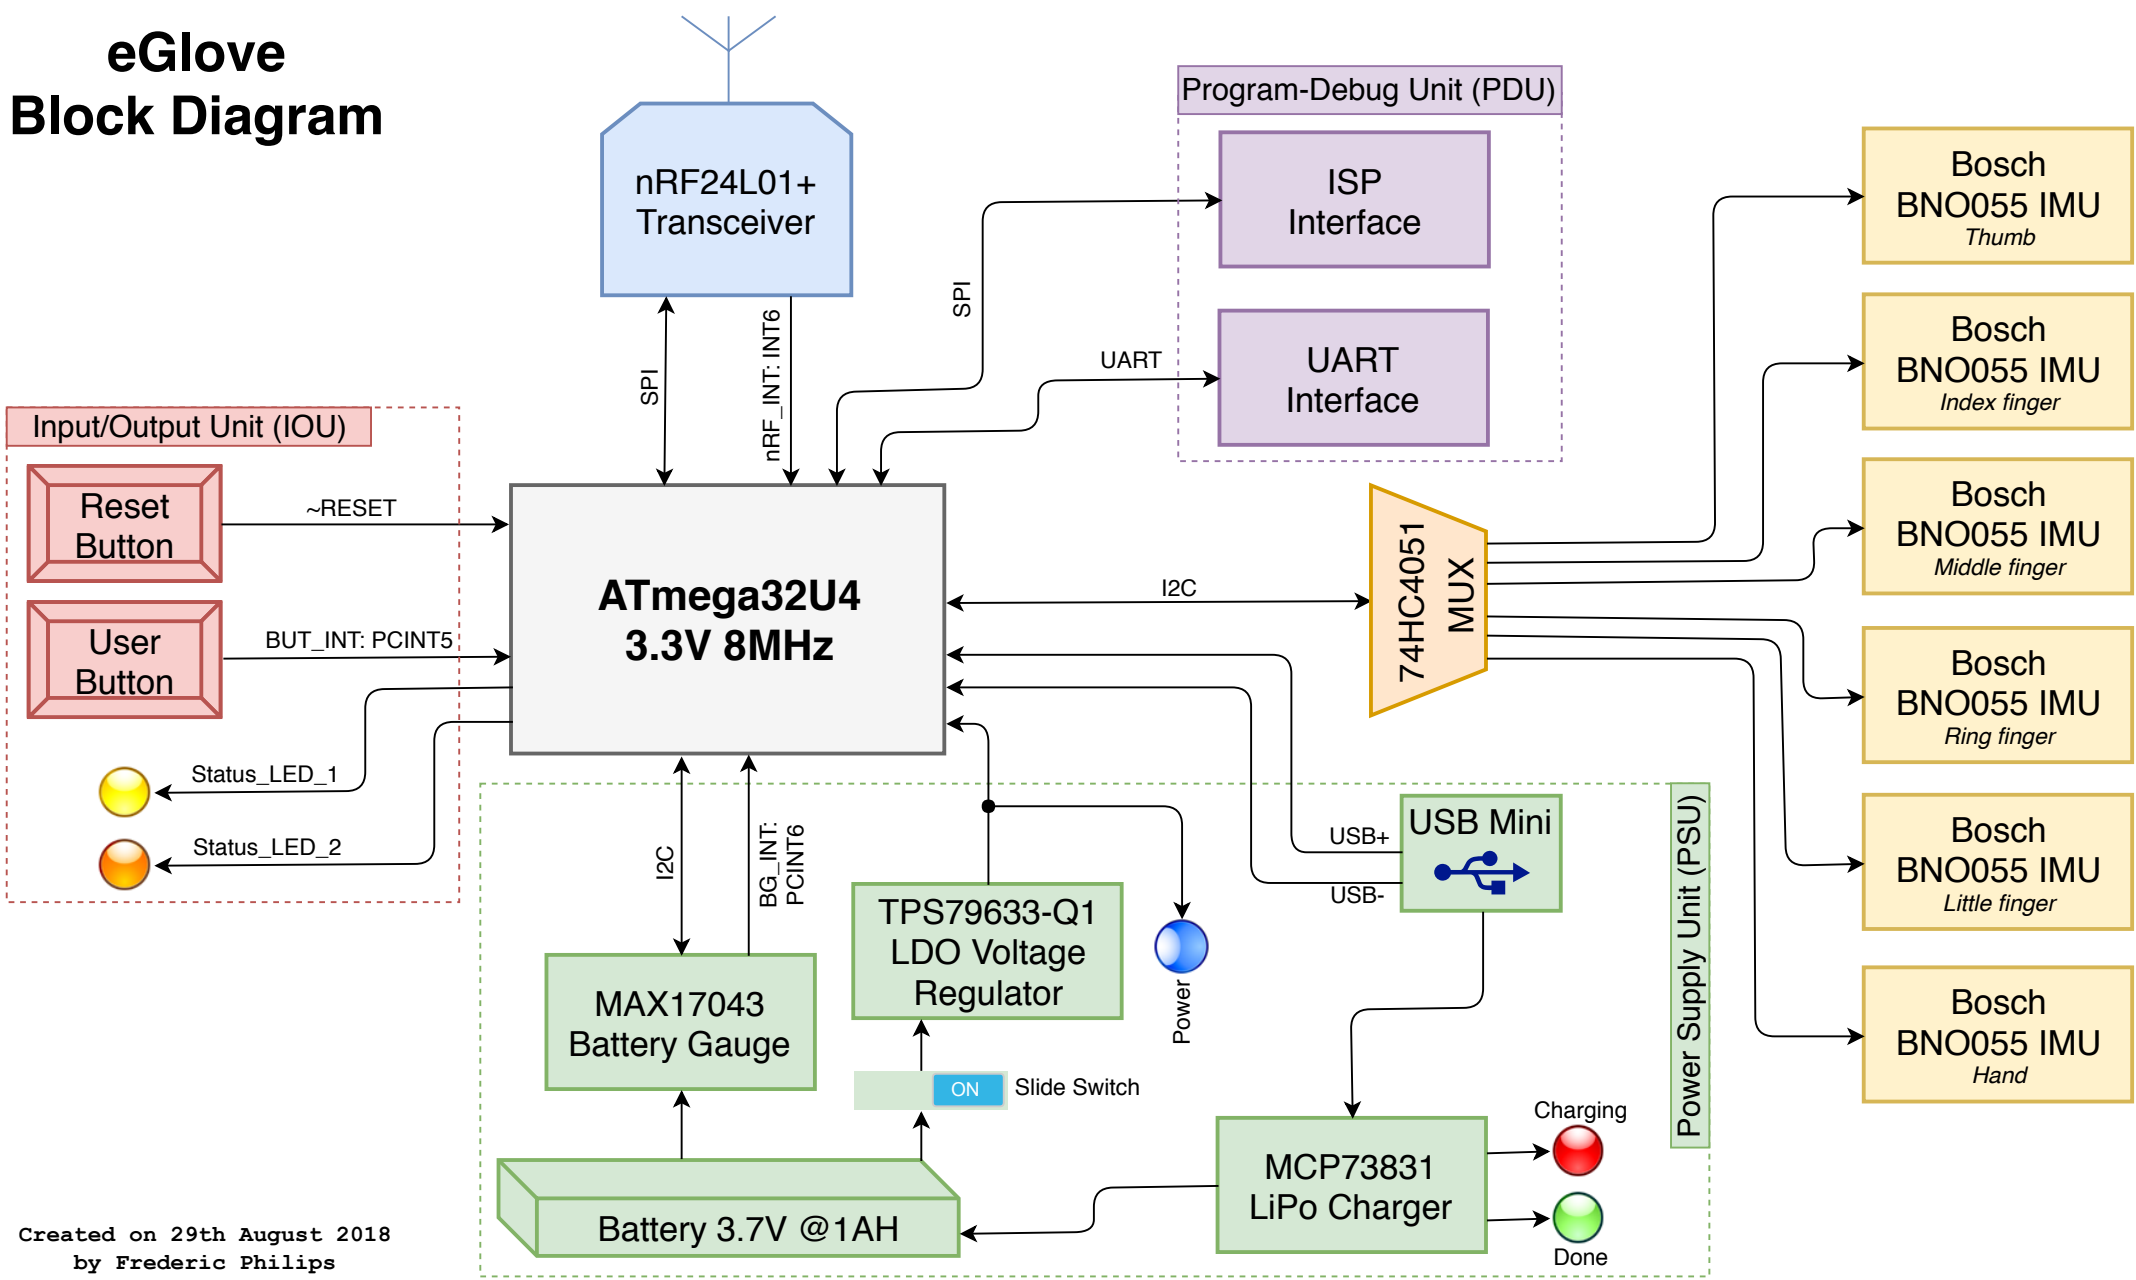 eGlove
Block Diagram
nRF24L01+
Transceiver
SPI
nRF_INT: INT6
Program-Debug Unit (PDU)
ISP
Interface
SPI
UART
Interface
UART
Input/Output Unit (IOU)
Reset
Button
~RESET
User
Button
BUT_INT: PCINT5
Status_LED_1
Status_LED_2
ATmega32U4
3.3V 8MHz
I2C
74HC4051
MUX
Bosch
BNO055 IMU
Thumb
Bosch
BNO055 IMU
Index finger
Bosch
BNO055 IMU
Middle finger
Bosch
BNO055 IMU
Ring finger
Bosch
BNO055 IMU
Little finger
Bosch
BNO055 IMU
Hand
I2C
BG_INT:
PCINT6
USB+
USB-
USB Mini
Power Supply Unit (PSU)
TPS79633-Q1
LDO Voltage
Regulator
Power
MAX17043
Battery Gauge
ON
Slide Switch
Battery 3.7V @1AH
MCP73831
LiPo Charger
Charging
Done
Created on 29th August 2018
by Frederic Philips